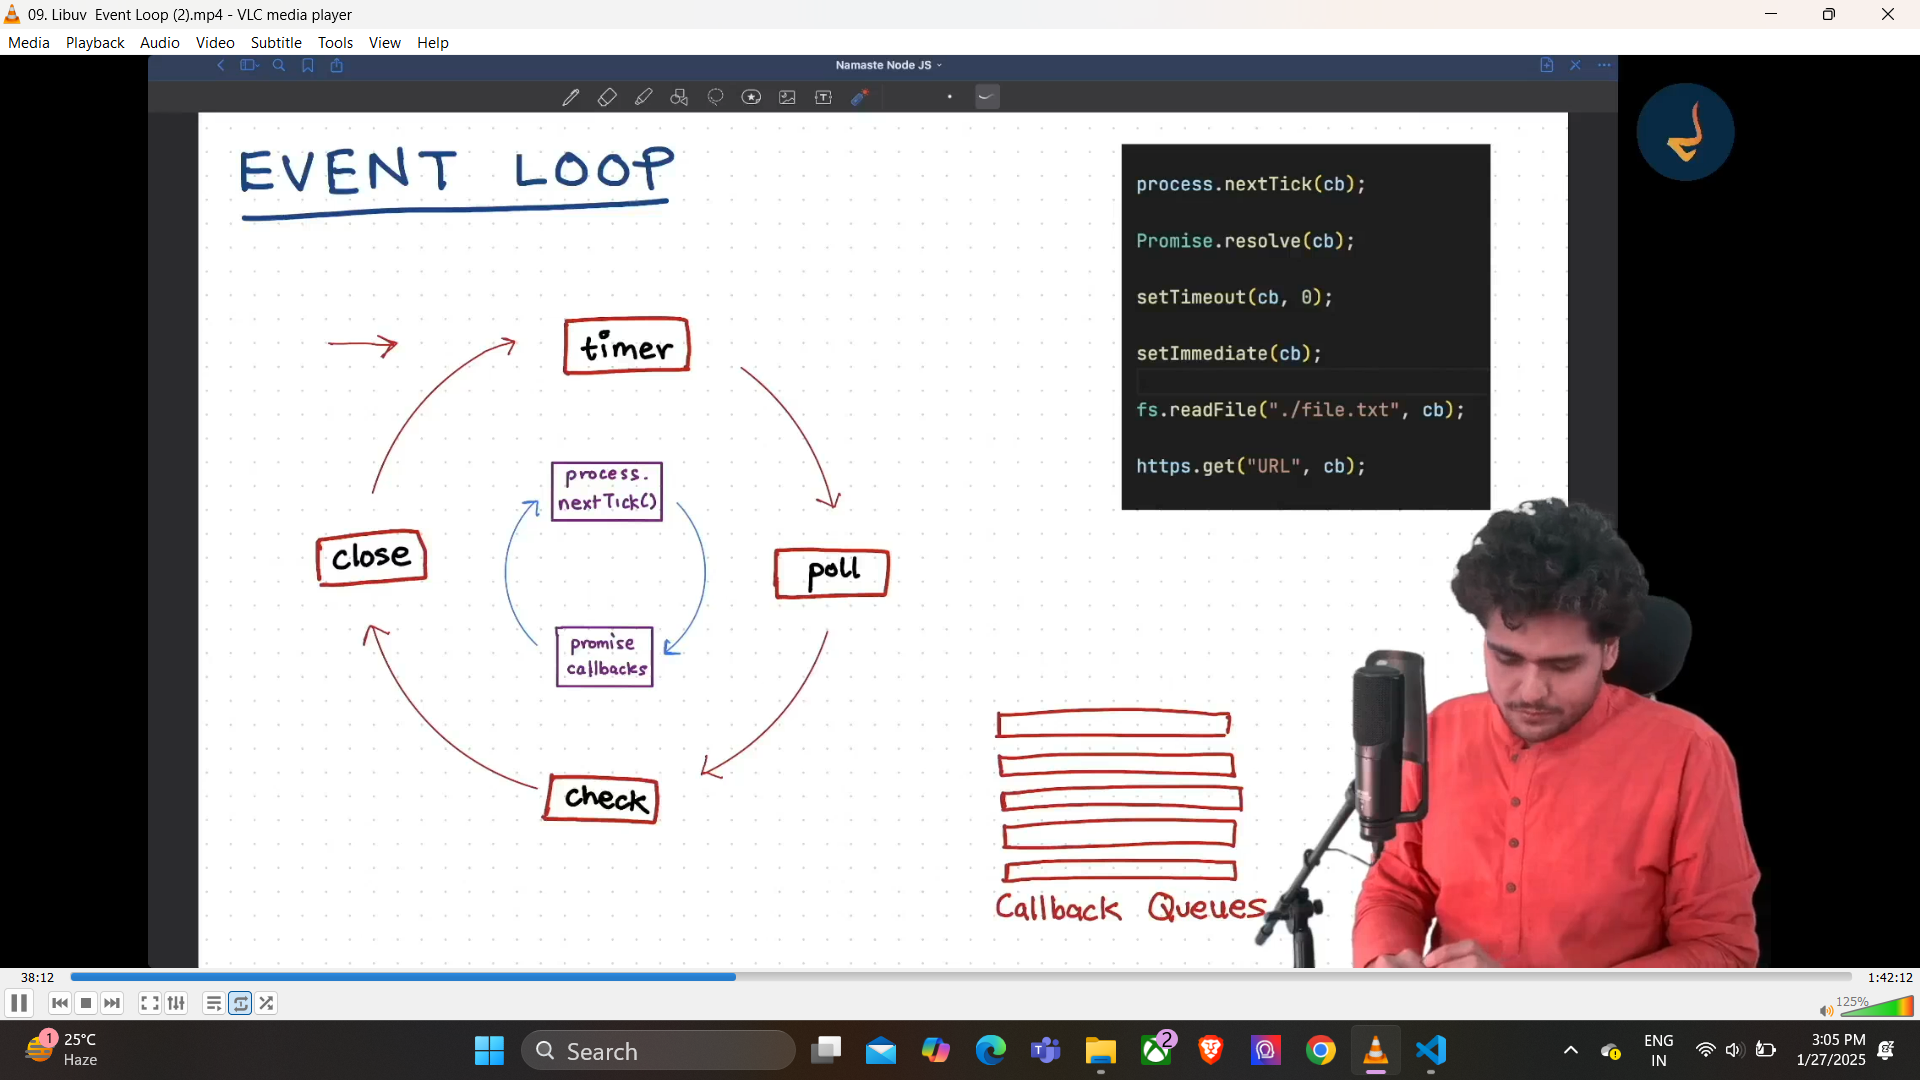 09. Libuv  Event Loop (2).mp4 - VLC media player
Media Playback Audio Video Subtitle Tools View Help
Namaste Node JS
EVENT LOOP
process.nextTick(cb);
Promise.resolve(cb);
setTimeout(cb, 0);
setImmediate(cb);
fs.readFile("./file.txt", cb);
https.get("URL", cb);
timer
process.
nextTick()
close
poll
promise
callbacks
check
Callback Queues
38:12
1:42:12
125%
1
25°C
Haze
Search
2
ENG
IN
3:05 PM
1/27/2025